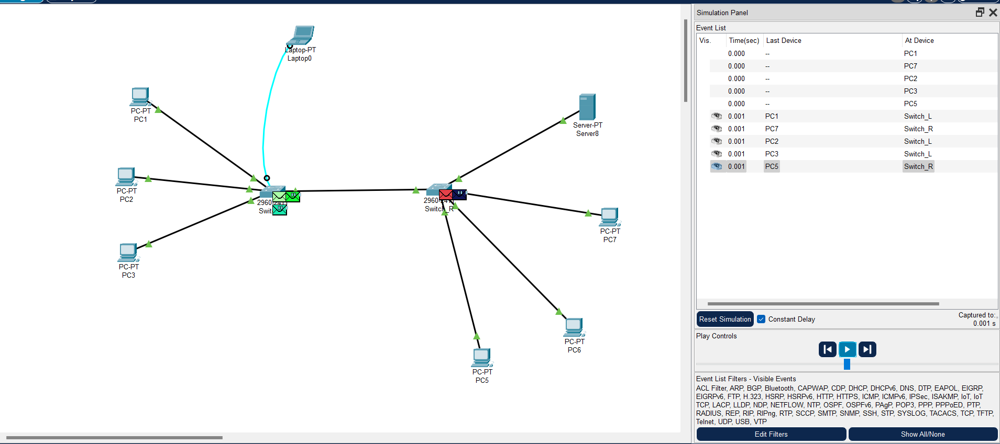 Laptop-PT
Laptop0
PC-PT
PC1
PC-PT
PC2
PC-PT
PC3
2960-24T
Switch_R
Server-PT
Server8
PC-PT
PC7
PC-PT
PC6
PC-PT
PC5
Simulation Panel
Event List
Vis. Time(sec) Last Device At Device
0.000 -- PC1
0.000 -- PC7
0.000 -- PC2
0.000 -- PC3
0.000 -- PC5
0.001 PC1 Switch_L
0.001 PC7 Switch_R
0.001 PC2 Switch_L
0.001 PC3 Switch_L
0.001 PC5 Switch_R
Reset Simulation Constant Delay
Captured to:
0.001 s
Play Controls
Event List Filters - Visible Events
ACL Filter, ARP, BGP, Bluetooth, CAPWAP, CDP, DHCP, DHCPv6, DNS, DTP, EAPOL, EIGRP,
EIGRPv6, FTP, H.323, HSRP, HSRPv6, HTTP, HTTPS, ICMP, ICMPv6, IPSec, ISAKMP, IoT, IoT
TCP, LACP, LLDP, NDP, NETFLOW, NTP, OSPF, OSPFv6, PAgP, POP3, PPP, PPPoED, PTP,
RADIUS, REP, RIP, RIPng, RTP, SCCP, SMTP, SNMP, SSH, STP, SYSLOG, TACACS, TCP, TFTP,
Telnet, UDP, USB, VTP
Edit Filters Show All/None